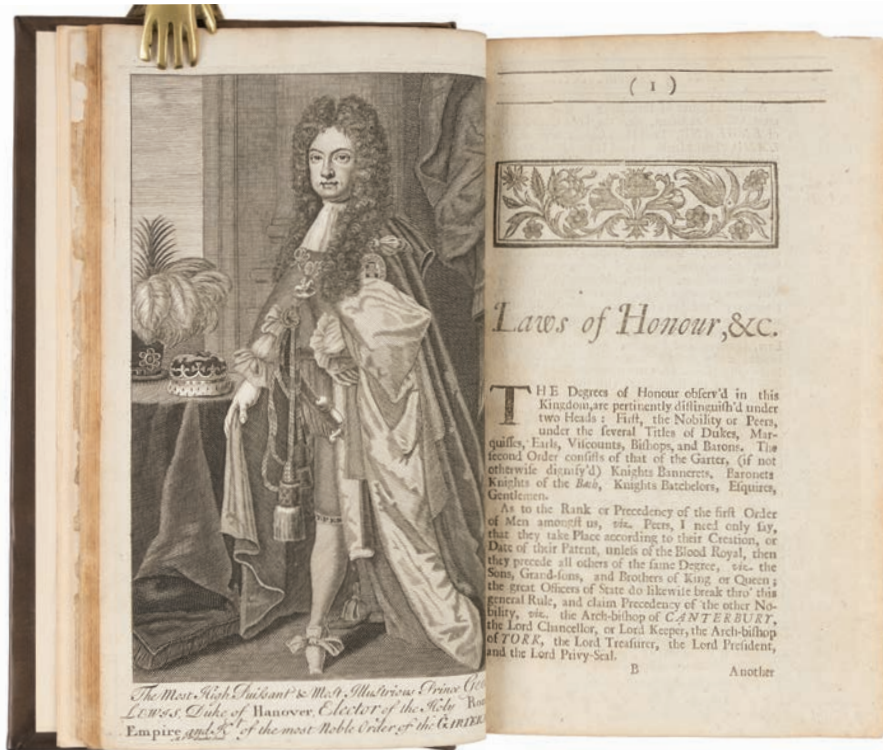 The Most High, Puissant & Most Illustrious Prince Geo
LEWIS, Duke of Hanover, Elector of the Holy Rom
Empire and Kt. of the most Noble Order of the GARTER
( 1 )
Laws of Honour,&c.
THE Degrees of Honour obſerv'd in this
Kingdom, are pertinently diſtinguiſh'd under
two Heads : Firſt, the Nobility or Peers,
under the ſeveral Titles of Dukes, Mar-
quiſſes, Earls, Viſcounts, Biſhops, and Barons. The
ſecond Order conſiſts of that of the Garter, (if not
otherwiſe dignify'd) Knights Bannerets, Baronets
Knights of the Bath, Knights Batchelors, Eſquires,
Gentlemen.
As to the Rank or Precedency of the firſt Order
of Men amongſt us, viz. Peers, I need only ſay,
that they take Place according to their Creation, or
Date of their Patent, unleſs of the Blood Royal, then
they precede all others of the ſame Degree, viz. the
Sons, Grand-ſons, and Brothers of King or Queen ;
the great Officers of State do likewiſe break thro' this
general Rule, and claim Precedency of the other No-
bility, viz. the Arch-biſhop of CANTERBURY,
the Lord Chancellor, or Lord Keeper, the Arch-biſhop
of YORK, the Lord Treaſurer, the Lord Preſident,
and the Lord Privy-Seal.
B Another